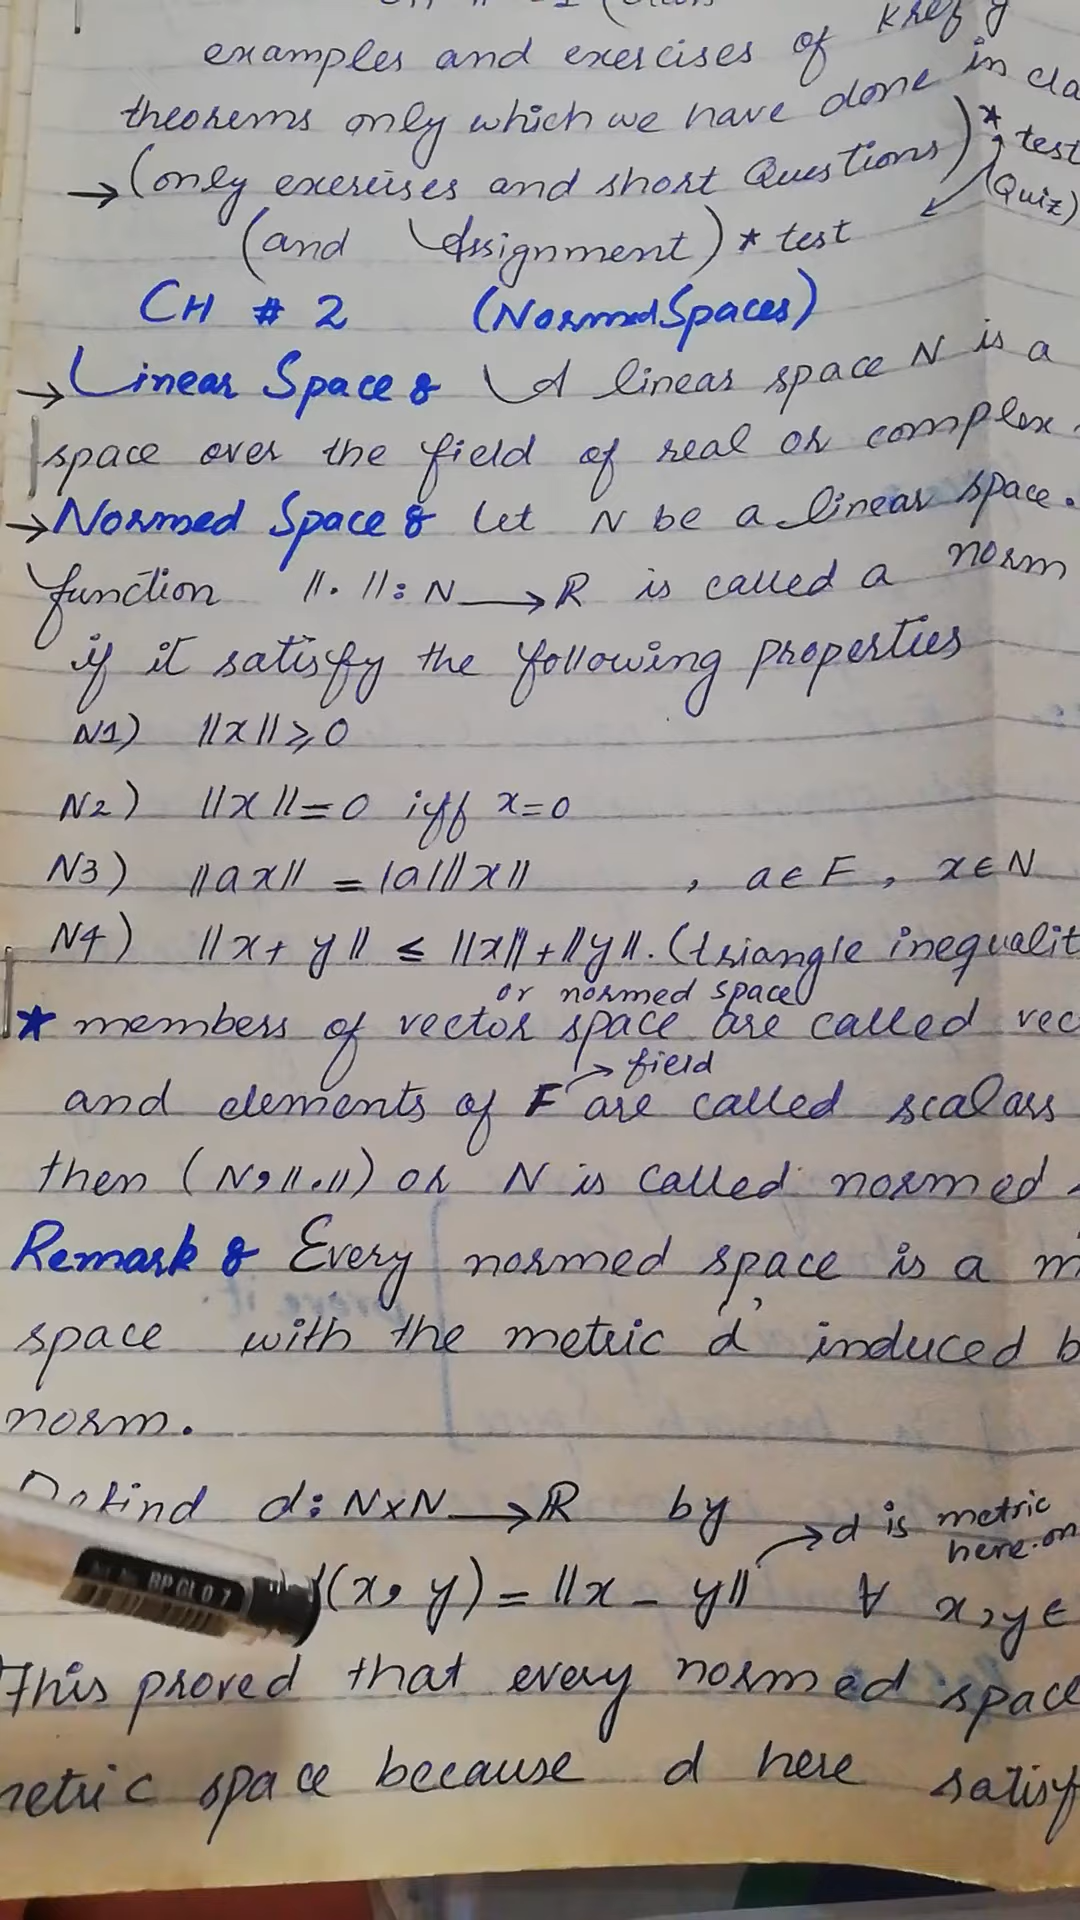 examples and exercises of
theorems only which we have done in cla
→(only exercises and short Questions)* test
(Quiz)
(and Assignment) * test
CH # 2 (Normed Spaces)
→Linear Space: A linear space N is a
space over the field of real or complex
→Normed Space: Let N be a linear space.
function ||.||: N⟶R is called a norm
if it satisfy the following properties
N1) ||x||⩾0
N2) ||x||=0 iff x=0
N3) ||ax|| = |a|||x|| , a∈F, x∈N
N4) ||x+y|| ≤ ||x||+||y||. (triangle inequalit
or normed space
* members of vector space are called vec
→ field
and elements of F are called scalars
then (N,||.||) or N is called normed
Remark: Every normed space is a m
space with the metric 'd' induced b
norm.
Defind d: N×N⟶R by
→d is metric
here on
d(x, y) = ||x - y|| ∀ x,y∈
This proved that every normed space
metric space because d here satisf
BP GL 0.7